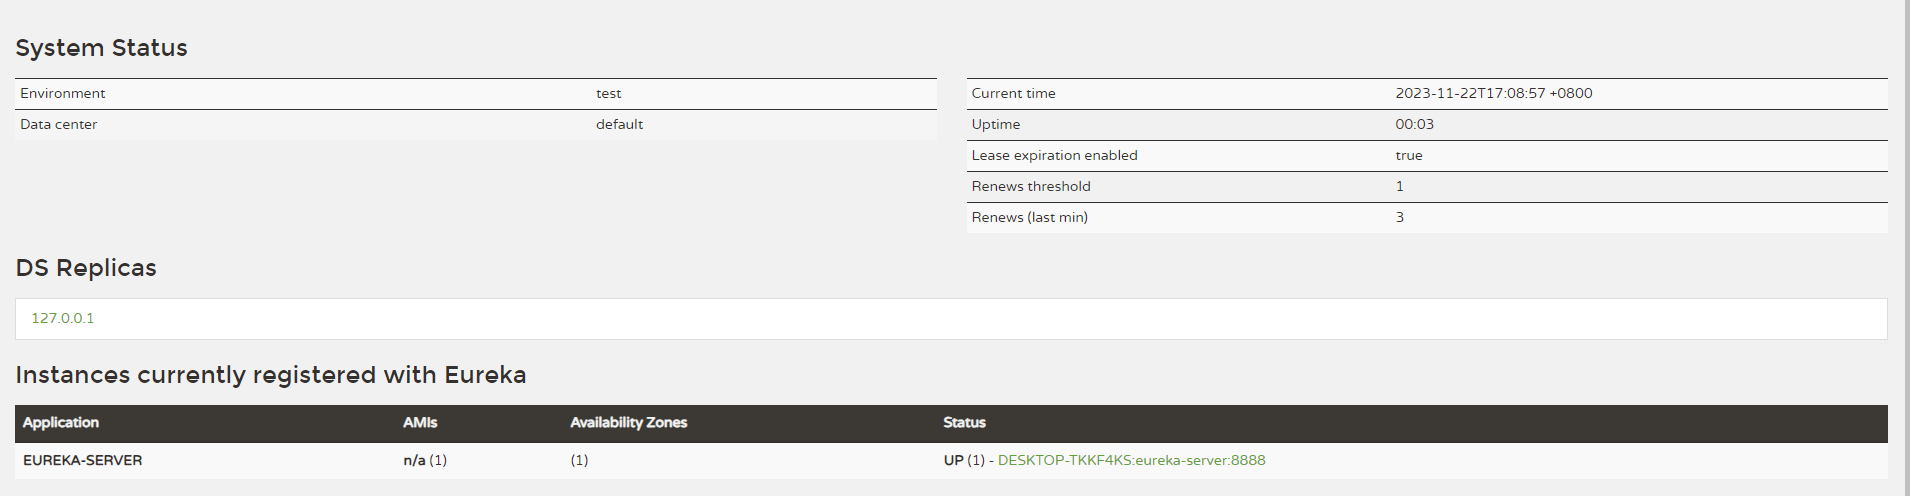 System Status
Environment test
Data center default
Current time 2023-11-22T17:08:57 +0800
Uptime 00:03
Lease expiration enabled true
Renews threshold 1
Renews (last min) 3
DS Replicas
127.0.0.1
Instances currently registered with Eureka
Application AMIs Availability Zones Status
EUREKA-SERVER n/a (1) (1) UP (1) - DESKTOP-TKKF4KS:eureka-server:8888